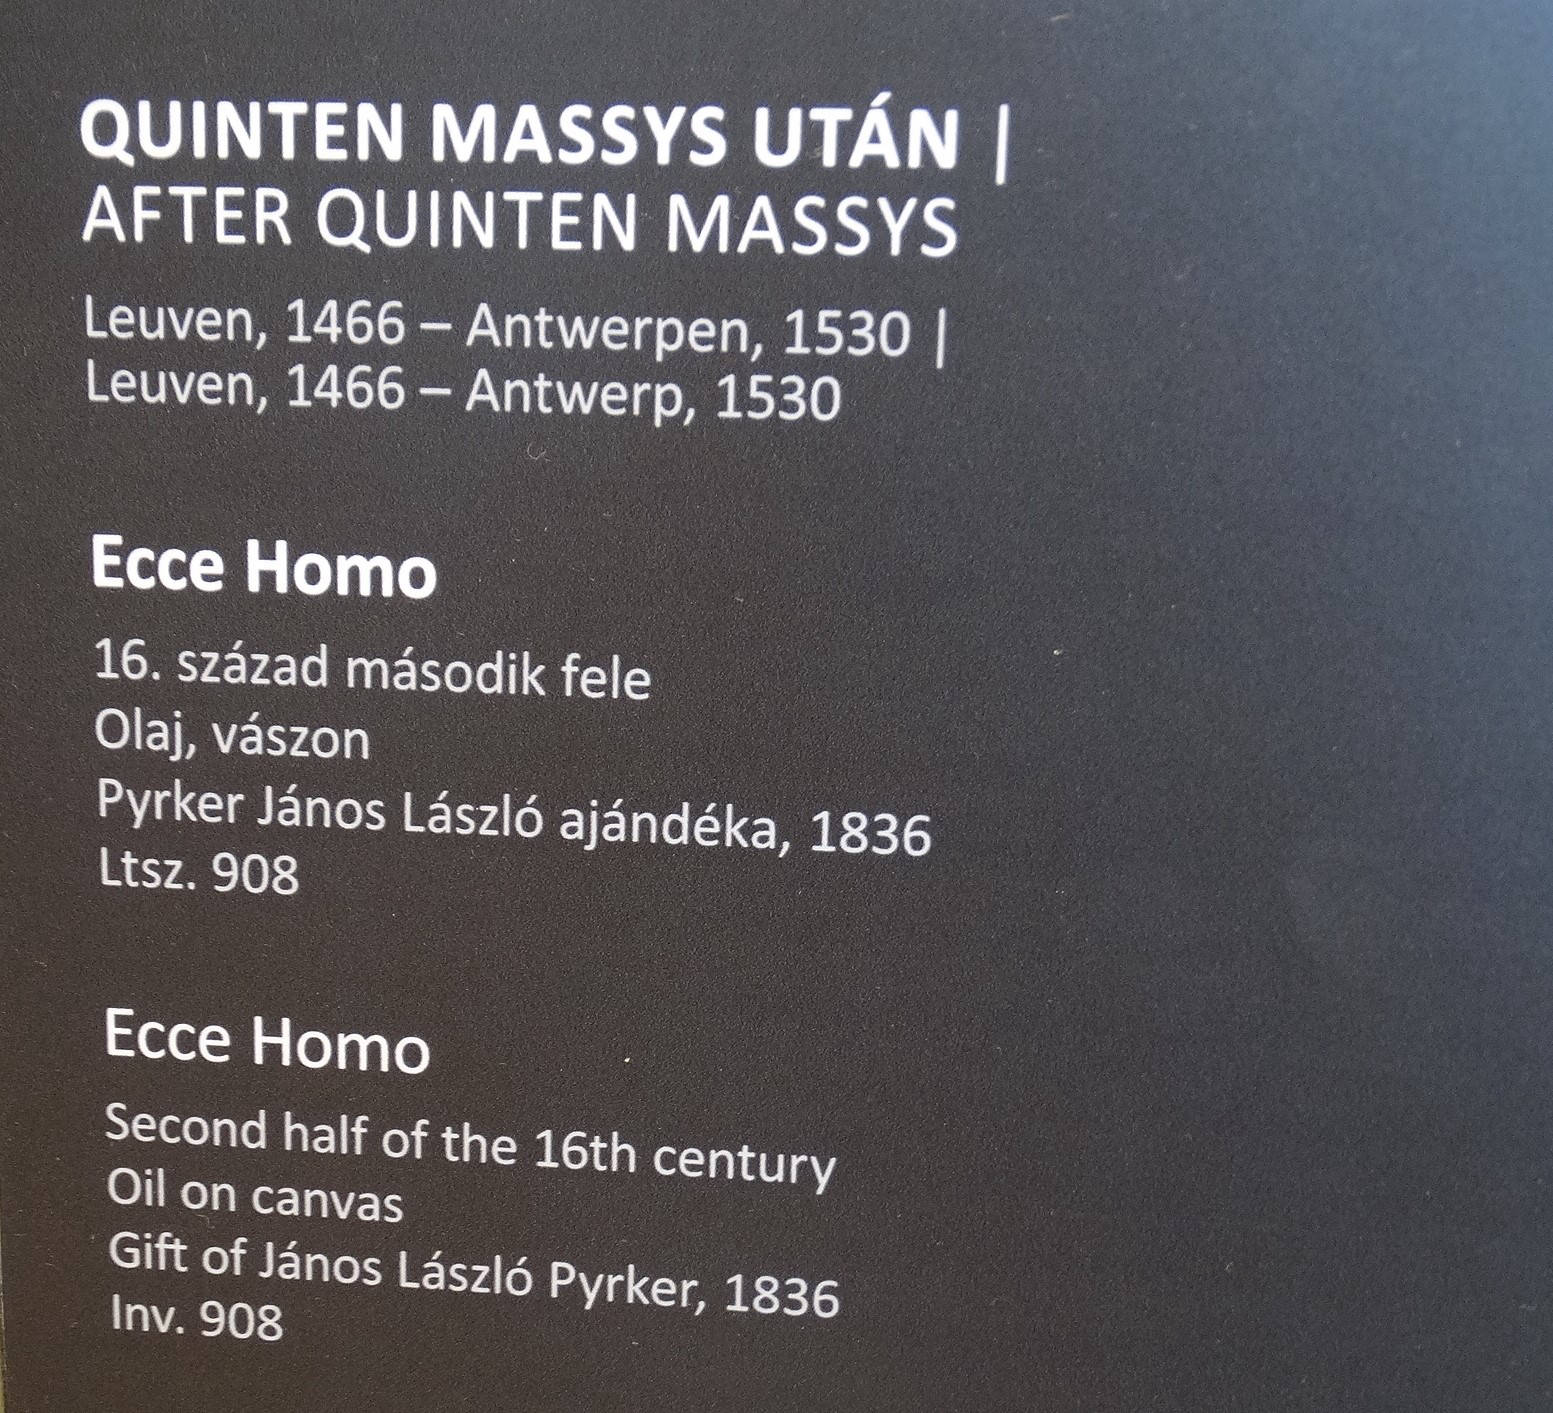 QUINTEN MASSYS UTÁN |
AFTER QUINTEN MASSYS
Leuven, 1466 – Antwerpen, 1530 |
Leuven, 1466 – Antwerp, 1530
Ecce Homo
16. század második fele
Olaj, vászon
Pyrker János László ajándéka, 1836
Ltsz. 908
Ecce Homo
Second half of the 16th century
Oil on canvas
Gift of János László Pyrker, 1836
Inv. 908